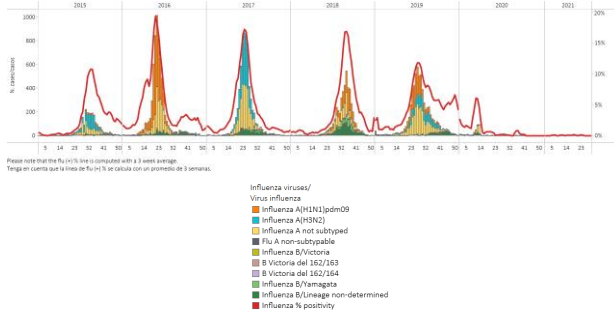 2015 2016 2017 2018 2019 2020 2021
N. cases/casos
1000
800
600
400
200
0
20%
15%
10%
5%
0%
5 14 23 32 41 50 5 14 23 32 41 50 5 14 23 32 41 50 5 14 23 32 41 50 5 14 23 32 41 50 5 14 23 32 41 50 5 14 23
Please note that the flu (+) % line is computed with a 3 week average.
Tenga en cuenta que la línea de flu (+) % se calcula con un promedio de 3 semanas.
Influenza viruses/
Virus influenza
Influenza A(H1N1)pdm09
Influenza A(H3N2)
Influenza A not subtyped
Flu A non-subtypable
Influenza B/Victoria
B Victoria del 162/163
B Victoria del 162/164
Influenza B/Yamagata
Influenza B/Lineage non-determined
Influenza % positivity